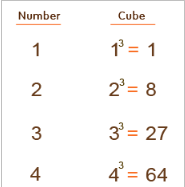 Number Cube
1 1³ = 1
2 2³ = 8
3 3³ = 27
4 4³ = 64